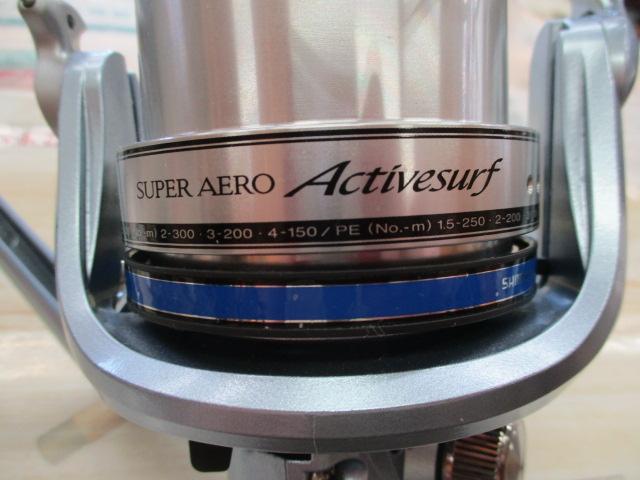 SUPER AERO Activesurf
-m) 2-300 · 3-200 · 4-150 / PE (No.-m) 1.5-250 · 2-200
SHI